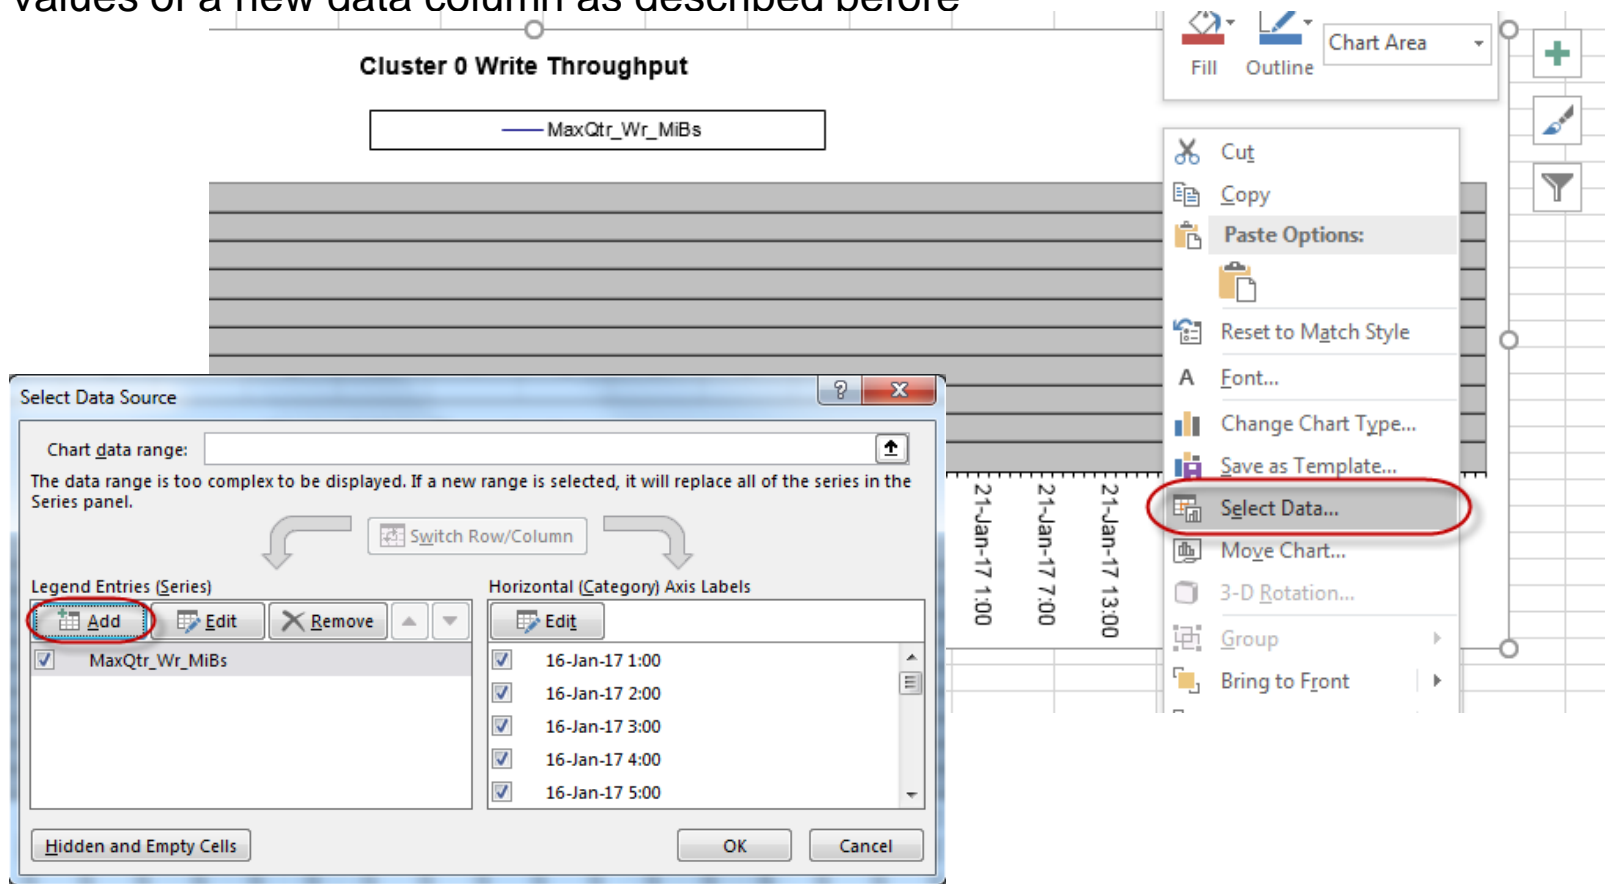 values of a new data column as described before
Cluster 0 Write Throughput
MaxQtr_Wr_MiBs
Fill Outline
Chart Area
Cut
Copy
Paste Options:
Reset to Match Style
A Font...
Change Chart Type...
Save as Template...
Select Data...
Move Chart...
3-D Rotation...
Group
Bring to Front
21-Jan-17 1:00
21-Jan-17 7:00
21-Jan-17 13:00
Select Data Source
? X
Chart data range:
The data range is too complex to be displayed. If a new range is selected, it will replace all of the series in the
Series panel.
Switch Row/Column
Legend Entries (Series)
Add Edit Remove
MaxQtr_Wr_MiBs
Horizontal (Category) Axis Labels
Edit
16-Jan-17 1:00
16-Jan-17 2:00
16-Jan-17 3:00
16-Jan-17 4:00
16-Jan-17 5:00
Hidden and Empty Cells
OK Cancel